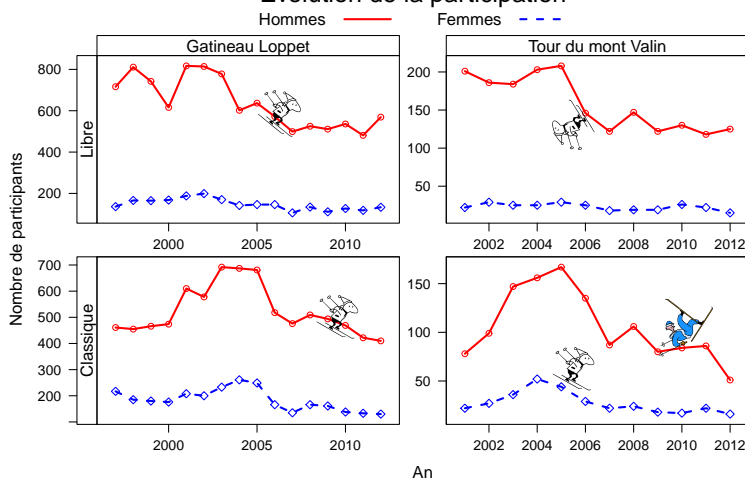 Evolution de la participation
Hommes Femmes
Gatineau Loppet Tour du mont Valin
Nombre de participants
Libre
800
600
400
200
200
150
100
50
2000 2005 2010
2002 2004 2006 2008 2010 2012
Classique
700
600
500
400
300
200
150
100
50
2000 2005 2010
2002 2004 2006 2008 2010 2012
An